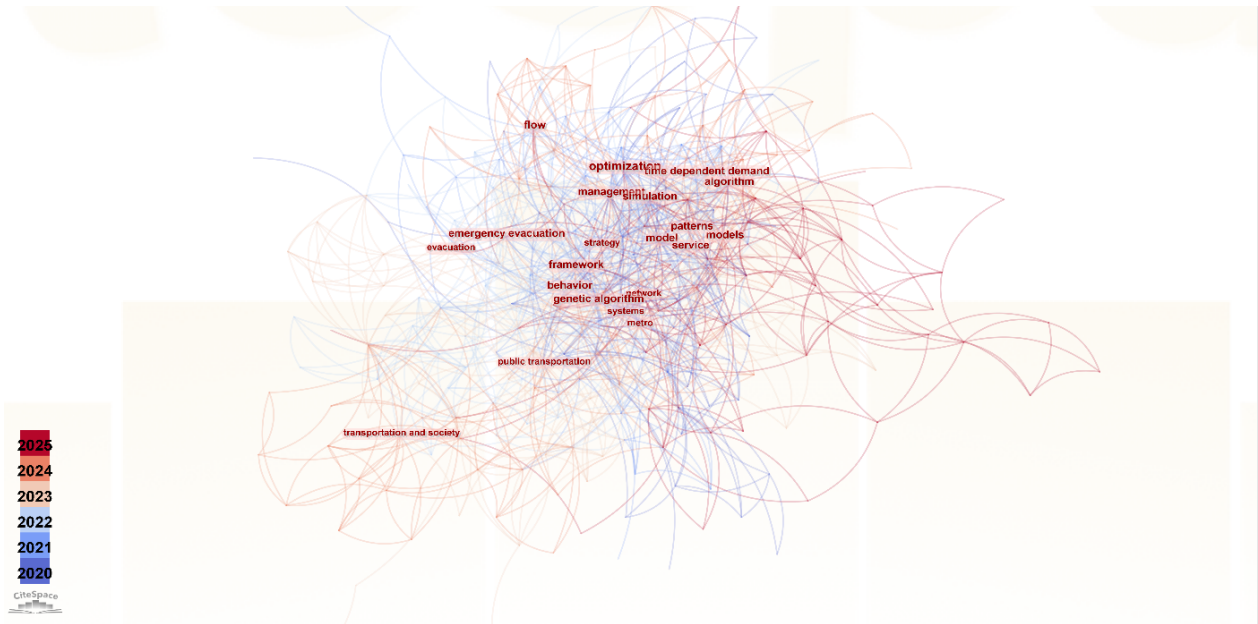 flow
optimization
time dependent demand
algorithm
management
simulation
patterns
emergency evacuation
models
model
strategy
service
evacuation
framework
behavior
network
genetic algorithm
systems
metro
public transportation
transportation and society
2025
2024
2023
2022
2021
2020
CiteSpace